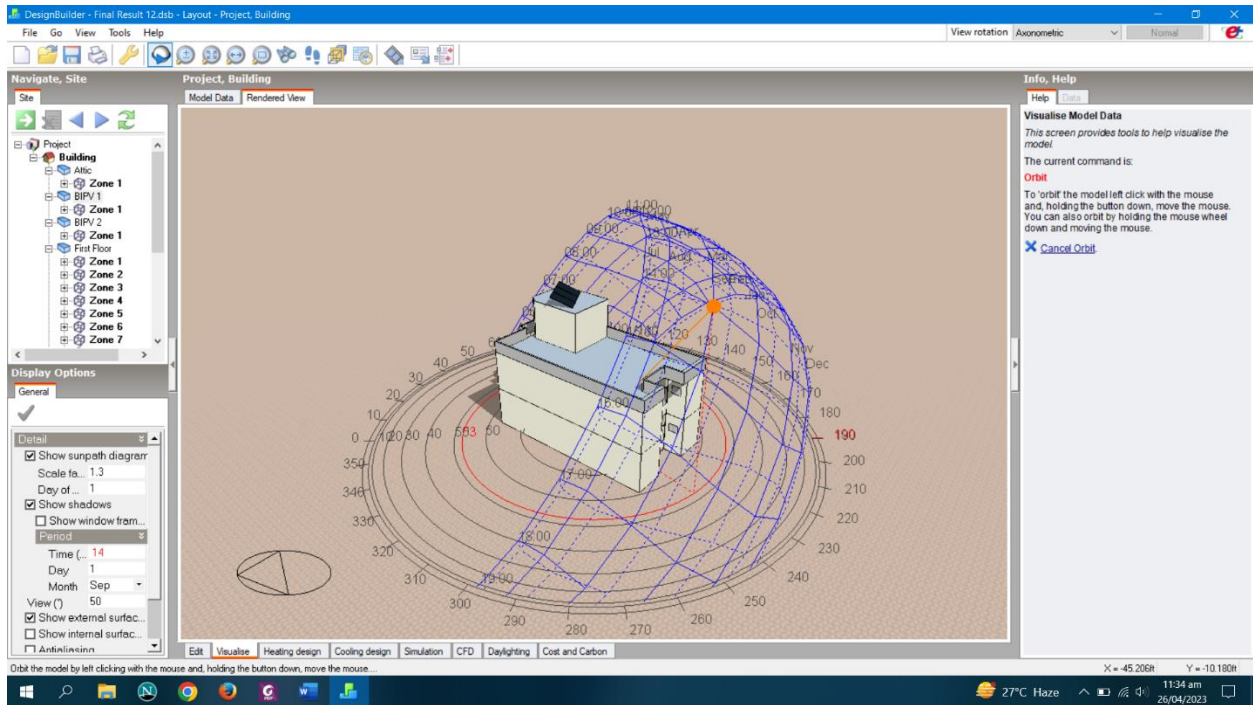 DesignBuilder - Final Result 12.dsb - Layout - Project, Building
File Go View Tools Help
View rotation Axonometric Normal
Navigate, Site
Site
Project
Building
Attic
Zone 1
BIPV 1
Zone 1
BIPV 2
Zone 1
First Floor
Zone 1
Zone 2
Zone 3
Zone 4
Zone 5
Zone 6
Zone 7
Display Options
General
Detail
Show sunpath diagram
Scale fa... 1.3
Day of ... 1
Show shadows
Show window fram...
Period
Time (... 14
Day 1
Month Sep
View (°) 50
Show external surfac...
Show internal surfac...
Antialiasing
Project, Building
Model Data Rendered View
11:00
09:00
08:00
07:00
Jul Aug Mar
Oct
Nov
Dec
120 130 140 150 160
170
180
190
200
210
220
230
240
250
260
270
280
290
300
310
320
330
340
350
0
10
20
30
40
50
17:00
18:00
19:00
Edit Visualise Heating design Cooling design Simulation CFD Daylighting Cost and Carbon
Info, Help
Help Data
Visualise Model Data
This screen provides tools to help visualise the
model.
The current command is:
Orbit
To 'orbit' the model left click with the mouse
and, holding the button down, move the mouse.
You can also orbit by holding the mouse wheel
down and moving the mouse.
Cancel Orbit.
Orbit the model by left clicking with the mouse and, holding the button down, move the mouse....
X = -45.206ft Y = -10.180ft
27°C Haze
11:34 am
26/04/2023